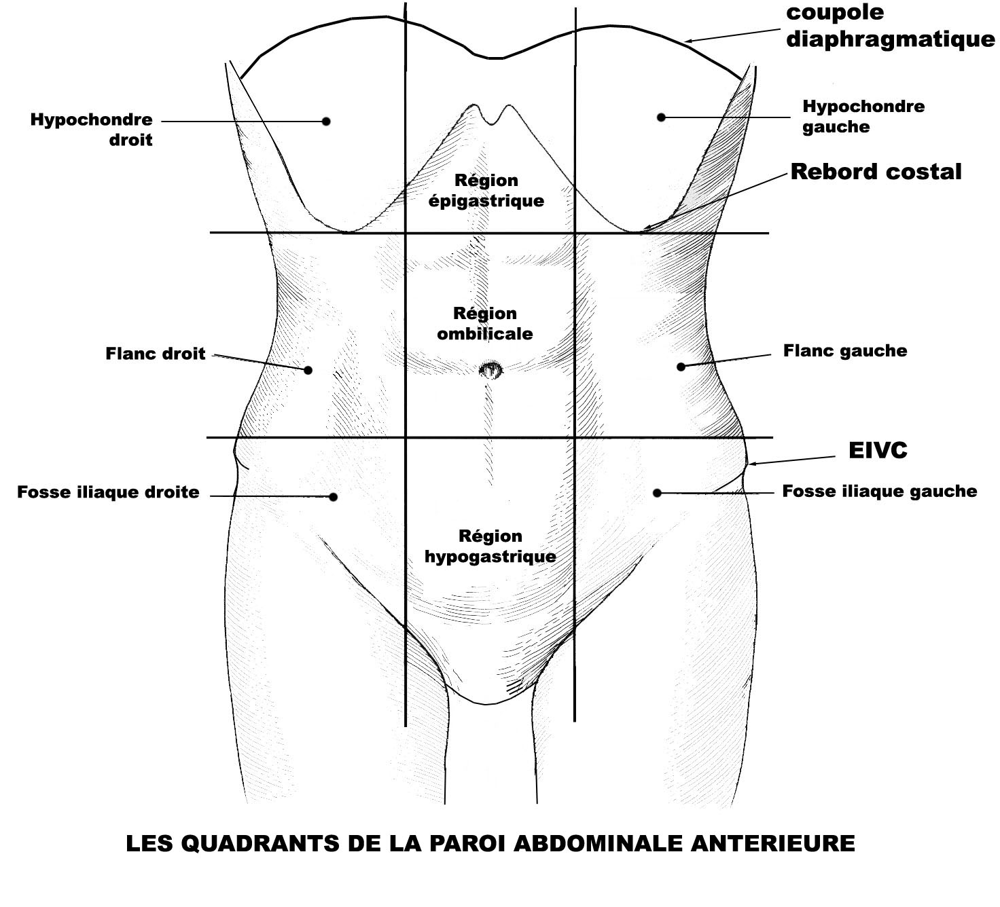 coupole
diaphragmatique
Hypochondre
droit
Hypochondre
gauche
Rebord costal
Région
épigastrique
Région
ombilicale
Flanc droit
Flanc gauche
EIVC
Fosse iliaque droite
Fosse iliaque gauche
Région
hypogastrique
LES QUADRANTS DE LA PAROI ABDOMINALE ANTERIEURE